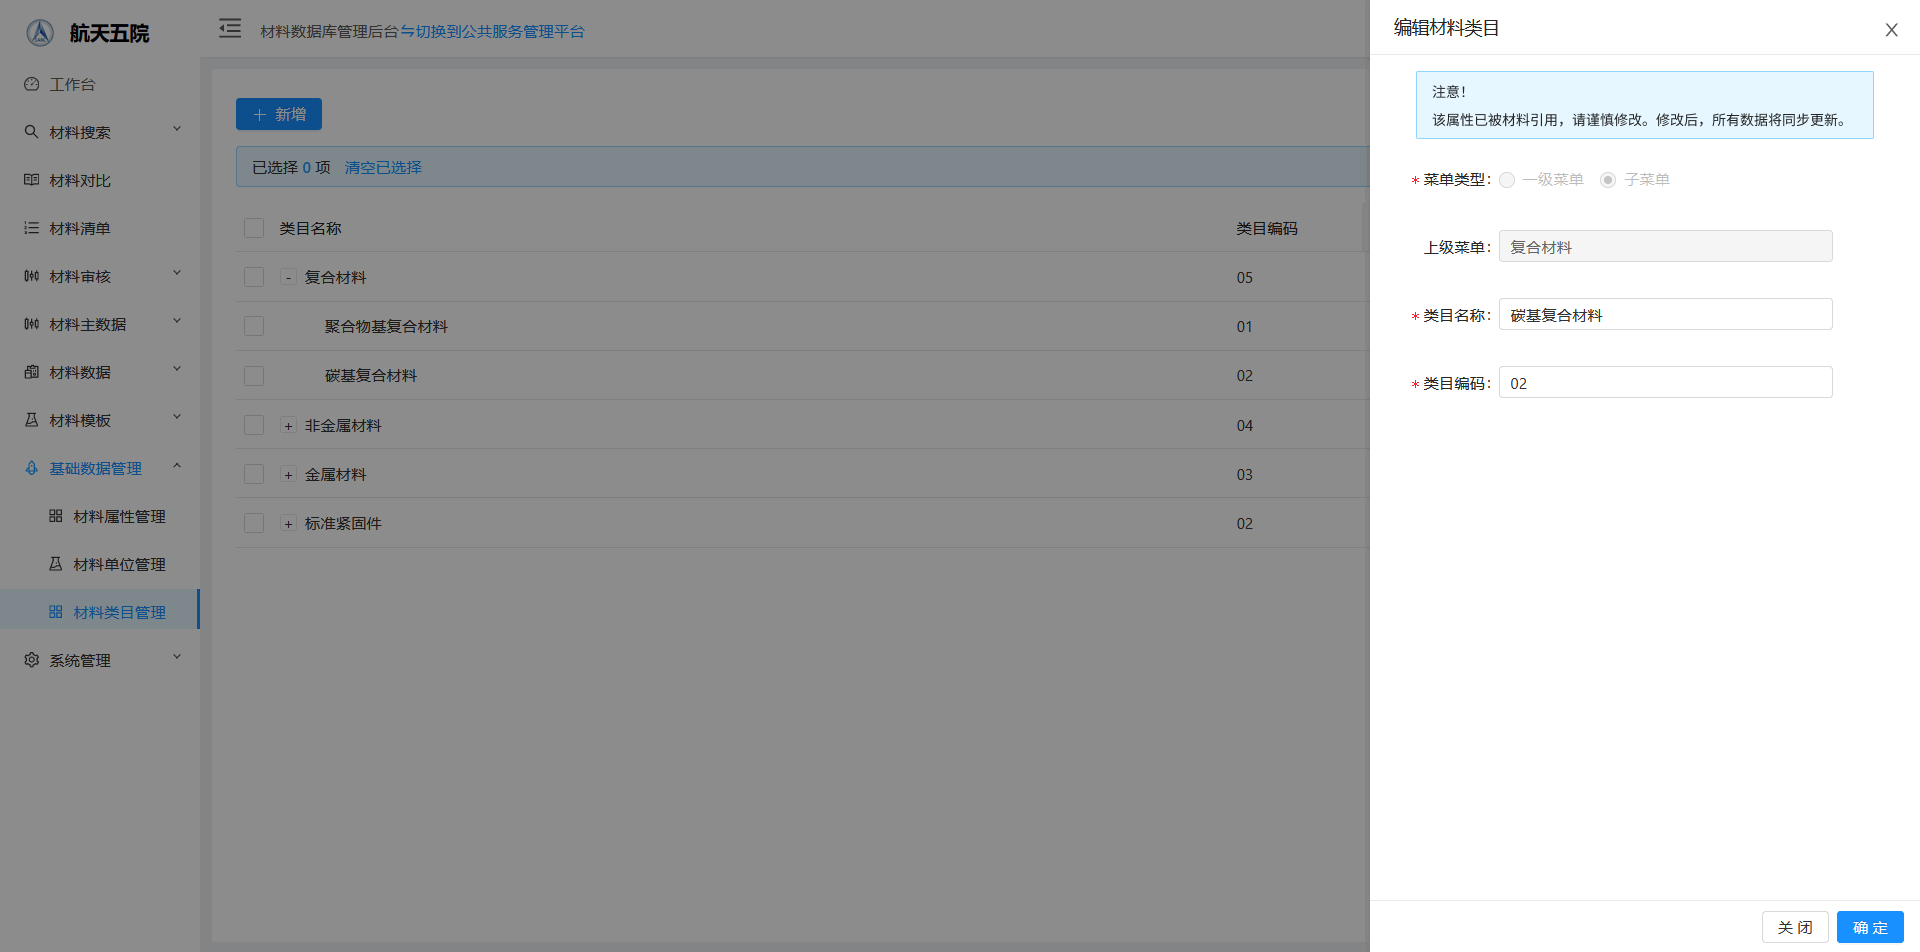 航天五院
材料数据库管理后台⇋切换到公共服务管理平台
工作台
材料搜索
材料对比
材料清单
材料审核
材料主数据
材料数据
材料模板
基础数据管理
材料属性管理
材料单位管理
材料类目管理
系统管理
+ 新增
已选择 0 项 清空已选择
类目名称 类目编码
- 复合材料 05
聚合物基复合材料 01
碳基复合材料 02
+ 非金属材料 04
+ 金属材料 03
+ 标准紧固件 02
编辑材料类目
注意！
该属性已被材料引用，请谨慎修改。修改后，所有数据将同步更新。
* 菜单类型： 一级菜单 子菜单
上级菜单： 复合材料
* 类目名称： 碳基复合材料
* 类目编码： 02
关 闭 确 定